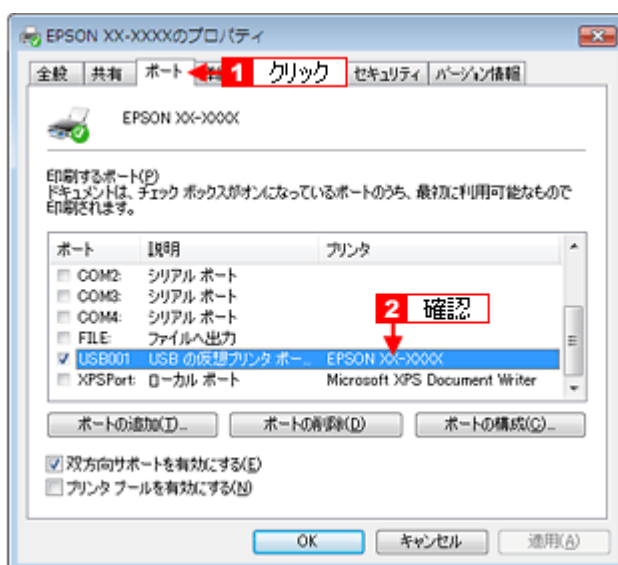 EPSON XX-XXXXのプロパティ
全般 共有 ポート 1 クリック セキュリティ バージョン情報
EPSON XX-XXXX
印刷するポート(P)
ドキュメントは、チェック ボックスがオンになっているポートのうち、最初に利用可能なもので
印刷されます。
ポート 説明 プリンタ
COM2: シリアル ポート
COM3: シリアル ポート
COM4: シリアル ポート
2 確認
FILE: ファイルへ出力
USB001 USB の仮想プリンタ ポー... EPSON XX-XXXX
XPSPort: ローカル ポート Microsoft XPS Document Writer
ポートの追加(T)... ポートの削除(D) ポートの構成(C)...
双方向サポートを有効にする(E)
プリンタ プールを有効にする(N)
OK キャンセル 適用(A)